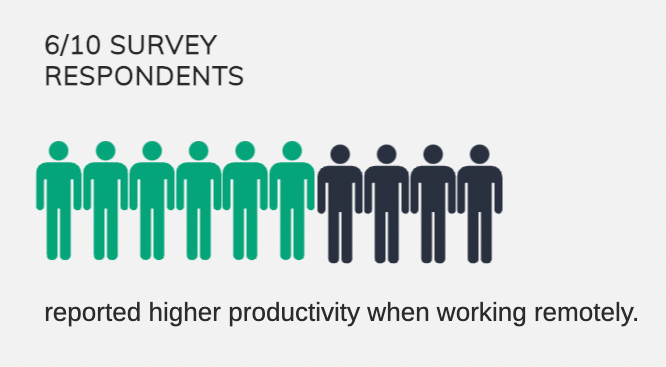 6/10 SURVEY
RESPONDENTS
reported higher productivity when working remotely.